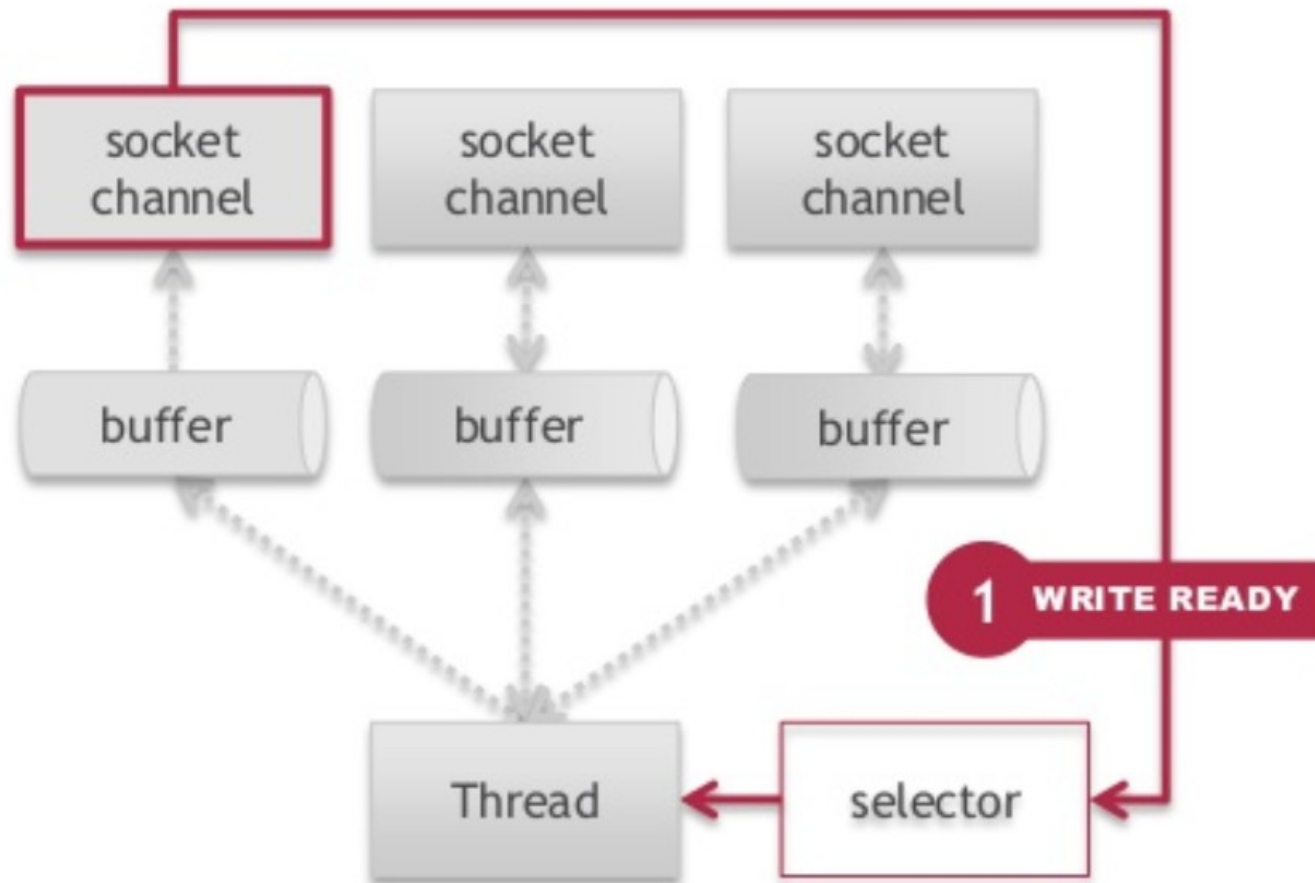 socket
channel
socket
channel
socket
channel
buffer
buffer
buffer
1 WRITE READY
Thread
selector